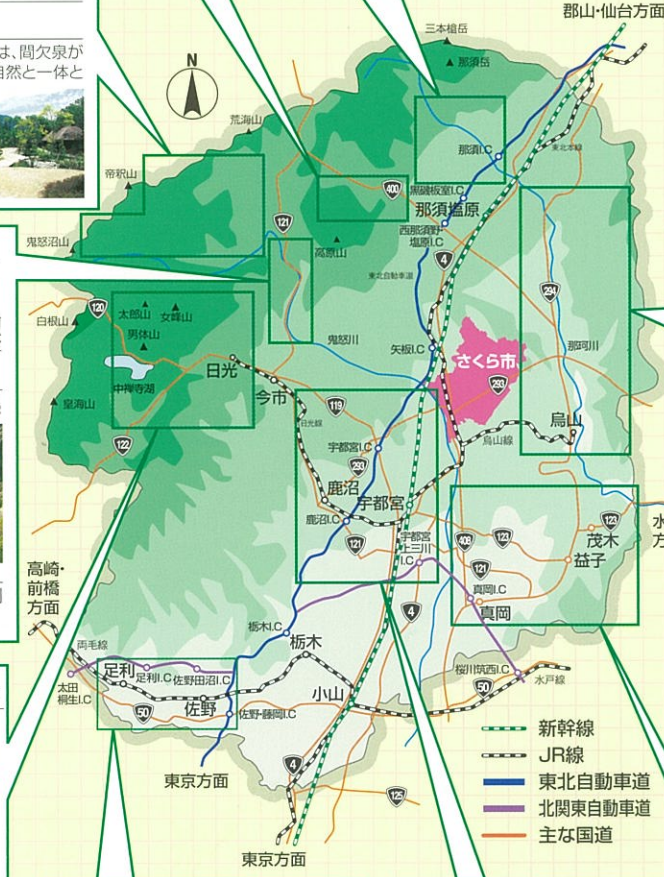 郡山・仙台方面
は、間欠泉が
自然と一体と
N
三本槍岳
那須岳
荒海山
那須I.C
東北本線
帝釈山
400
黒磯板室I.C
那須塩原
121
西那須野・
塩原I.C
鬼怒沼山
高原山
4
東北自動車道
294
120
太郎山
女峰山
白根山
男体山
鬼怒川
那珂川
矢板I.C
さくら市
中禅寺湖
日光
293
今市
皇海山
119
烏山
日光線
烏山線
122
宇都宮I.C
293
鹿沼
宇都宮
鹿沼I.C
121
宇都宮
上三川
I.C
408
123
123
水
方
茂木
益子
121
高崎・
前橋
方面
真岡I.C
4
真岡
栃木I.C
両毛線
栃木
足利
足利I.C
佐野田沼I.C
桜川筑西I.C
太田
桐生I.C
小山
50
水戸線
50
佐野
佐野・藤岡I.C
新幹線
JR線
4
東京方面
東北自動車道
125
北関東自動車道
主な国道
東京方面